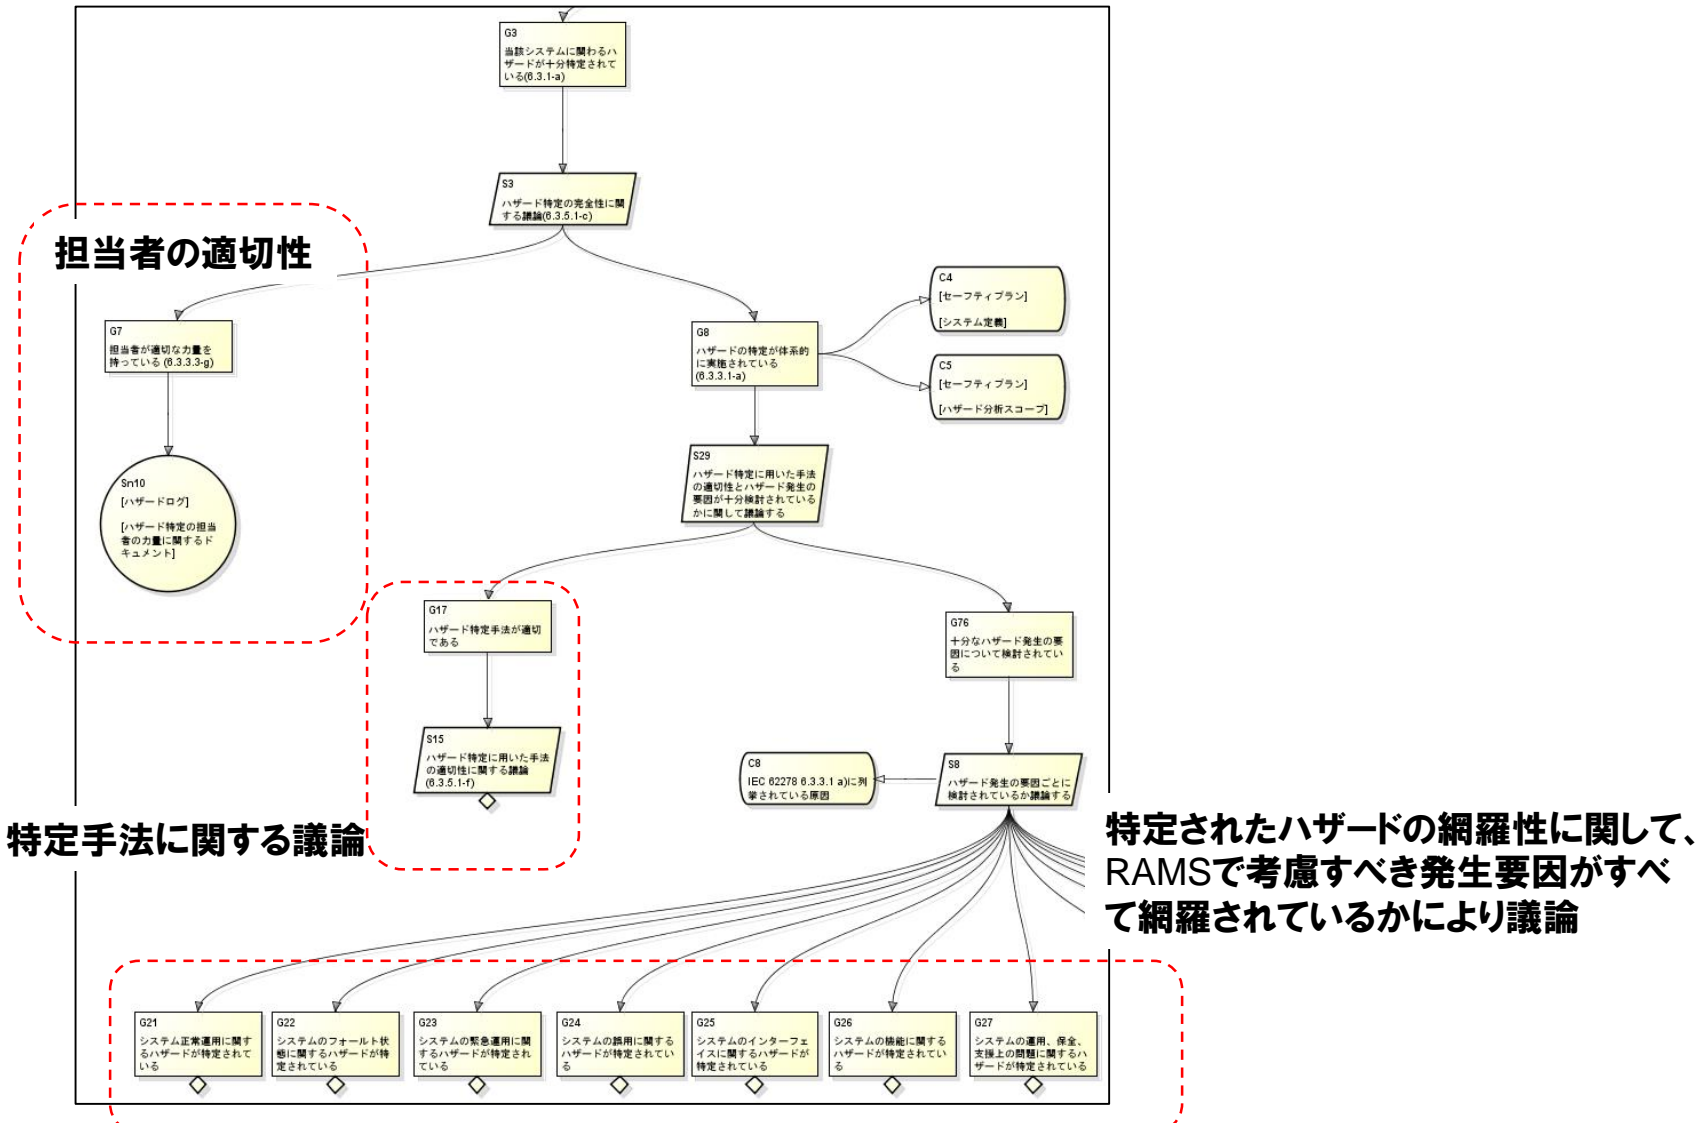 G3
当該システムに関わるハ
ザードが十分特定されて
いる(6.3.1-a)
S3
ハザード特定の完全性に関
する議論(6.3.5.1-c)
担当者の適切性
G7
担当者が適切な力量を
持っている (6.3.3.3-g)
G8
ハザードの特定が体系的
に実施されている
(6.3.3.1-a)
C4
[セーフティプラン]
[システム定義]
C5
[セーフティプラン]
[ハザード分析スコープ]
Sn10
[ハザードログ]
[ハザード特定の担当
者の力量に関するド
キュメント]
S29
ハザード特定に用いた手法
の適切性とハザード発生の
要因が十分検討されている
かに関して議論する
G17
ハザード特定手法が適切
である
G76
十分なハザード発生の要
因について検討されてい
る
S15
ハザード特定に用いた手法
の適切性に関する議論
(6.3.5.1-f)
C8
IEC 62278 6.3.3.1 a)に列
挙されている原因
S8
ハザード発生の要因ごとに
検討されているか議論する
特定手法に関する議論
特定されたハザードの網羅性に関して、
RAMSで考慮すべき発生要因がすべ
て網羅されているかにより議論
G21
システム正常運用に関す
るハザードが特定されて
いる
G22
システムのフォールト状
態に関するハザードが特
定されている
G23
システムの緊急運用に関
するハザードが特定され
ている
G24
システムの誤用に関する
ハザードが特定されてい
る
G25
システムのインターフェ
イスに関するハザードが
特定されている
G26
システムの機能に関する
ハザードが特定されてい
る
G27
システムの運用、保全、
支援上の問題に関するハ
ザードが特定されている